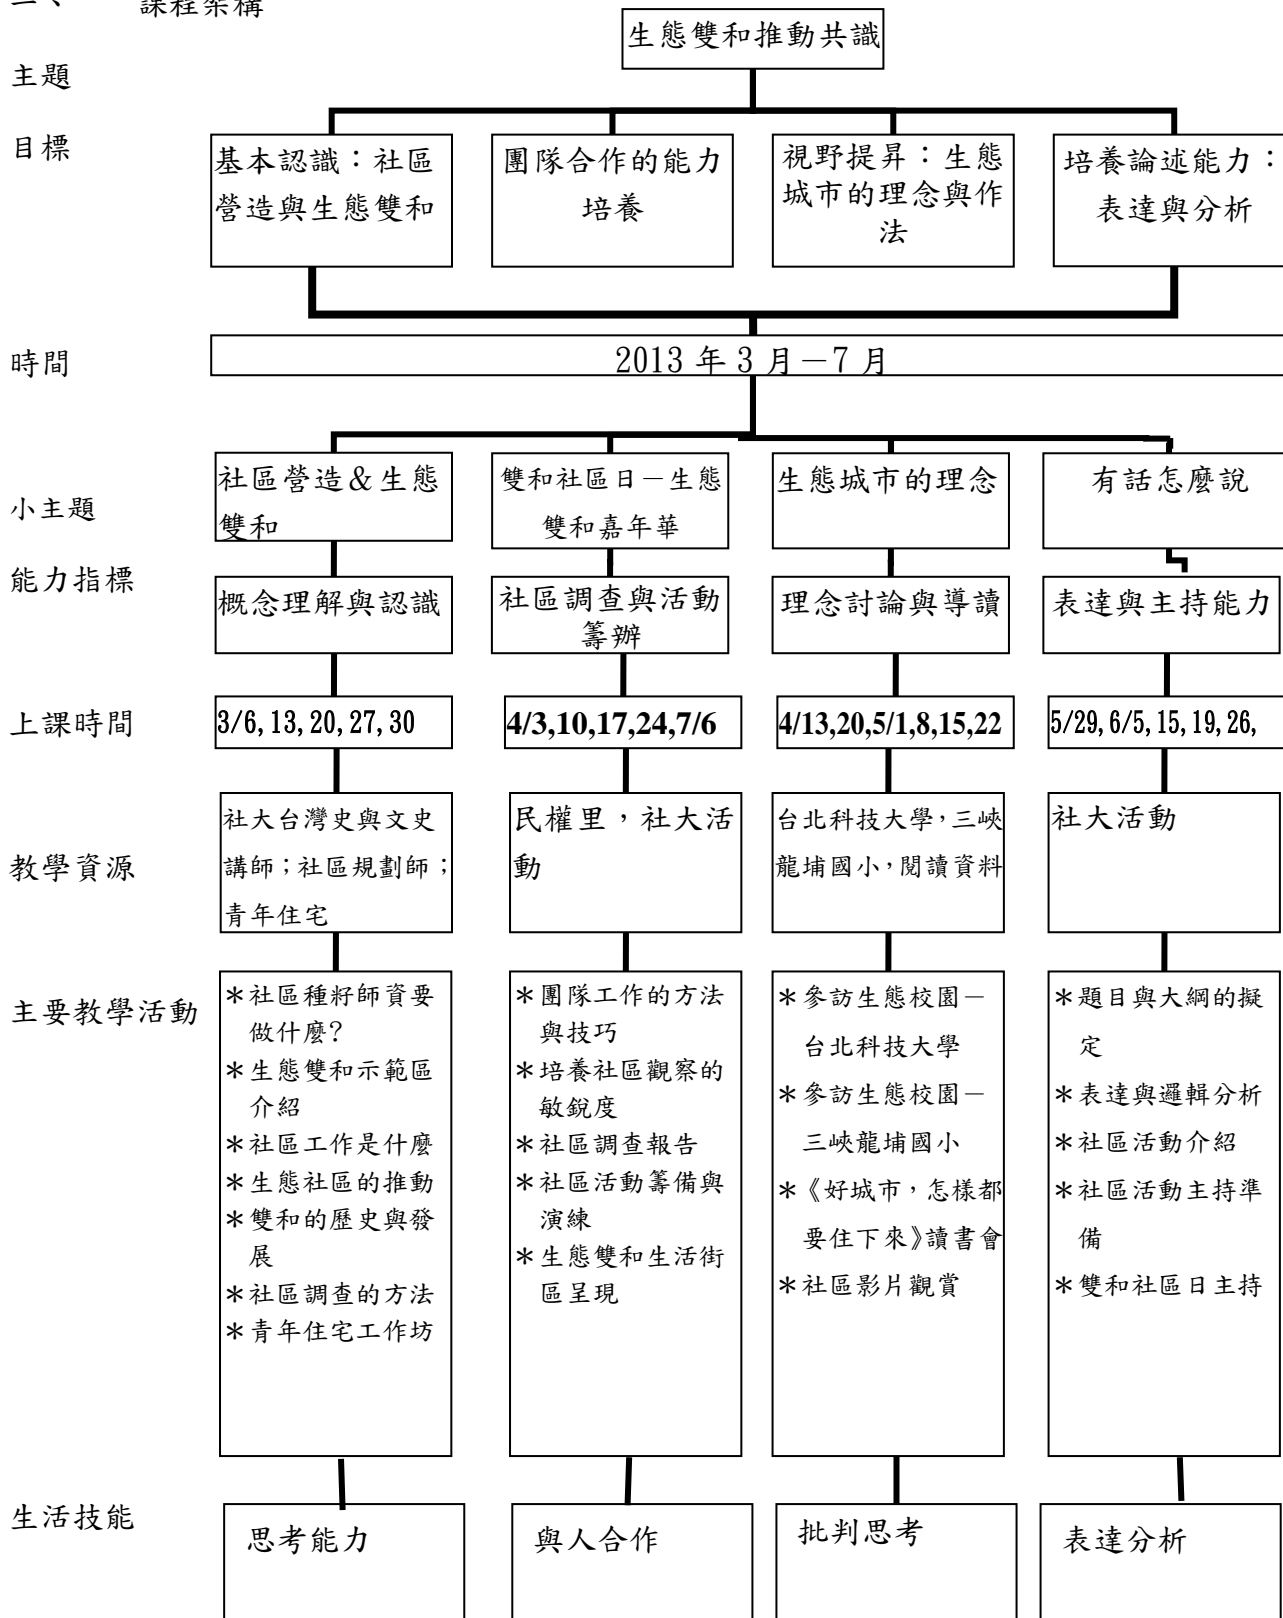 課程架構
生態雙和推動共識
主題
目標
基本認識：社區
營造與生態雙和
團隊合作的能力
培養
視野提昇：生態
城市的理念與作
法
培養論述能力：
表達與分析
時間
2013 年 3 月－7 月
小主題
社區營造&生態
雙和
雙和社區日－生態
雙和嘉年華
生態城市的理念
有話怎麼說
能力指標
概念理解與認識
社區調查與活動
籌辦
理念討論與導讀
表達與主持能力
上課時間
3/6, 13, 20, 27, 30
4/3,10,17,24,7/6
4/13,20,5/1,8,15,22
5/29, 6/5, 15, 19, 26,
教學資源
社大台灣史與文史
講師；社區規劃師；
青年住宅
民權里，社大活
動
台北科技大學，三峽
龍埔國小，閱讀資料
社大活動
主要教學活動
＊社區種籽師資要
做什麼?
＊生態雙和示範區
介紹
＊社區工作是什麼
＊生態社區的推動
＊雙和的歷史與發
展
＊社區調查的方法
＊青年住宅工作坊
＊團隊工作的方法
與技巧
＊培養社區觀察的
敏銳度
＊社區調查報告
＊社區活動籌備與
演練
＊生態雙和生活街
區呈現
＊參訪生態校園－
台北科技大學
＊參訪生態校園－
三峽龍埔國小
＊《好城市，怎樣都
要住下來》讀書會
＊社區影片觀賞
＊題目與大綱的擬
定
＊表達與邏輯分析
＊社區活動介紹
＊社區活動主持準
備
＊雙和社區日主持
生活技能
思考能力
與人合作
批判思考
表達分析